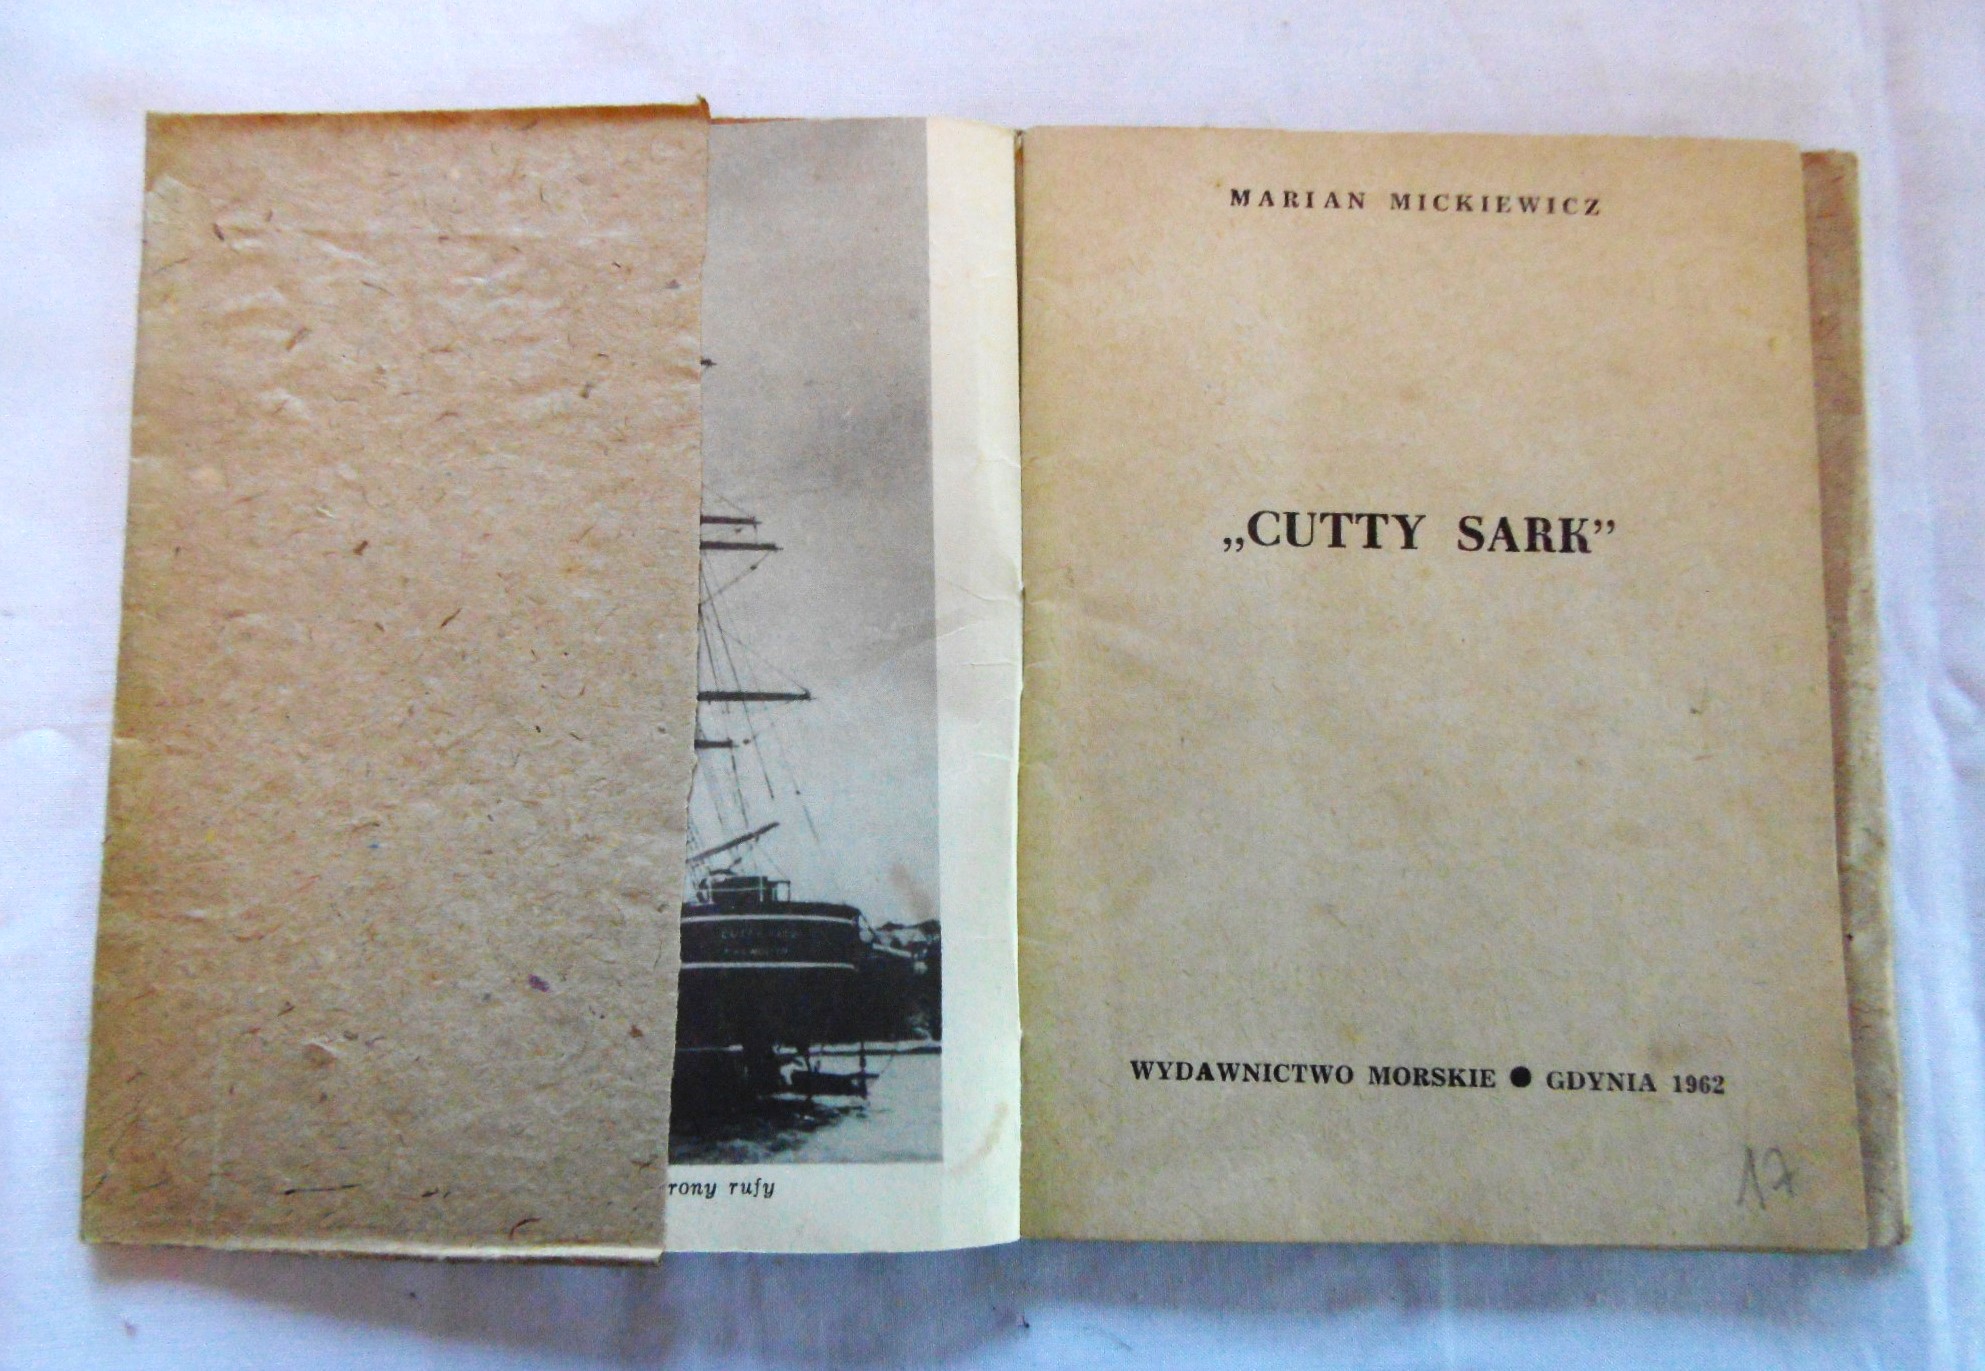 rony rufy
MARIAN MICKIEWICZ
„CUTTY SARK”
WYDAWNICTWO MORSKIE ● GDYNIA 1962
17